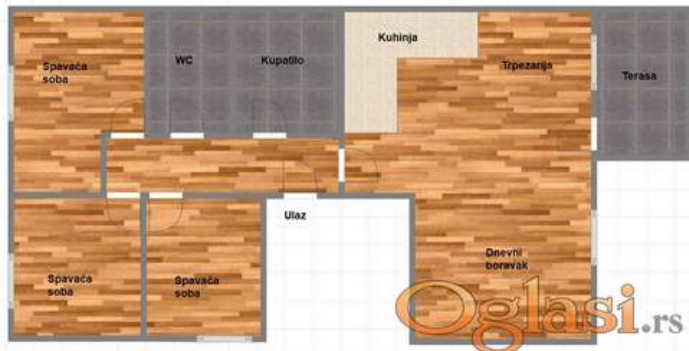 Spavaća
soba
WC
Kupatilo
Kuhinja
Trpezarija
Terasa
Ulaz
Spavaća
soba
Spavaća
soba
Dnevni
boravak
Oglasi.rs